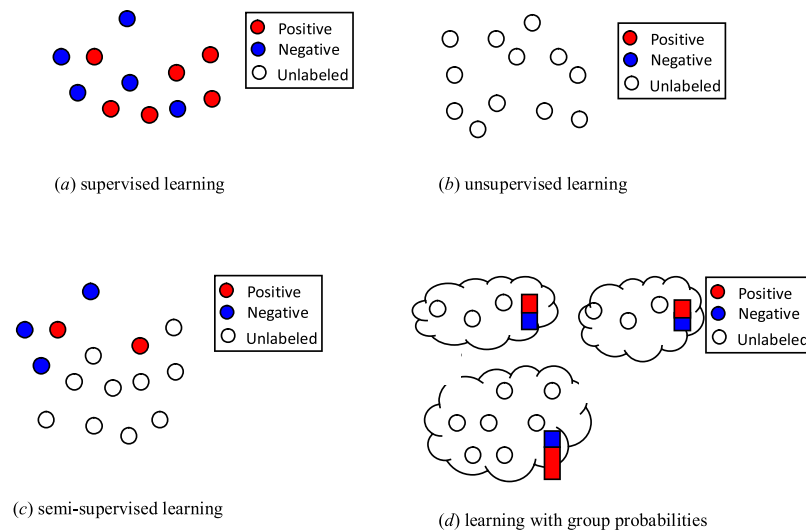 Positive
Negative
Unlabeled
(a) supervised learning
Positive
Negative
Unlabeled
(b) unsupervised learning
Positive
Negative
Unlabeled
(c) semi-supervised learning
Positive
Negative
Unlabeled
(d) learning with group probabilities